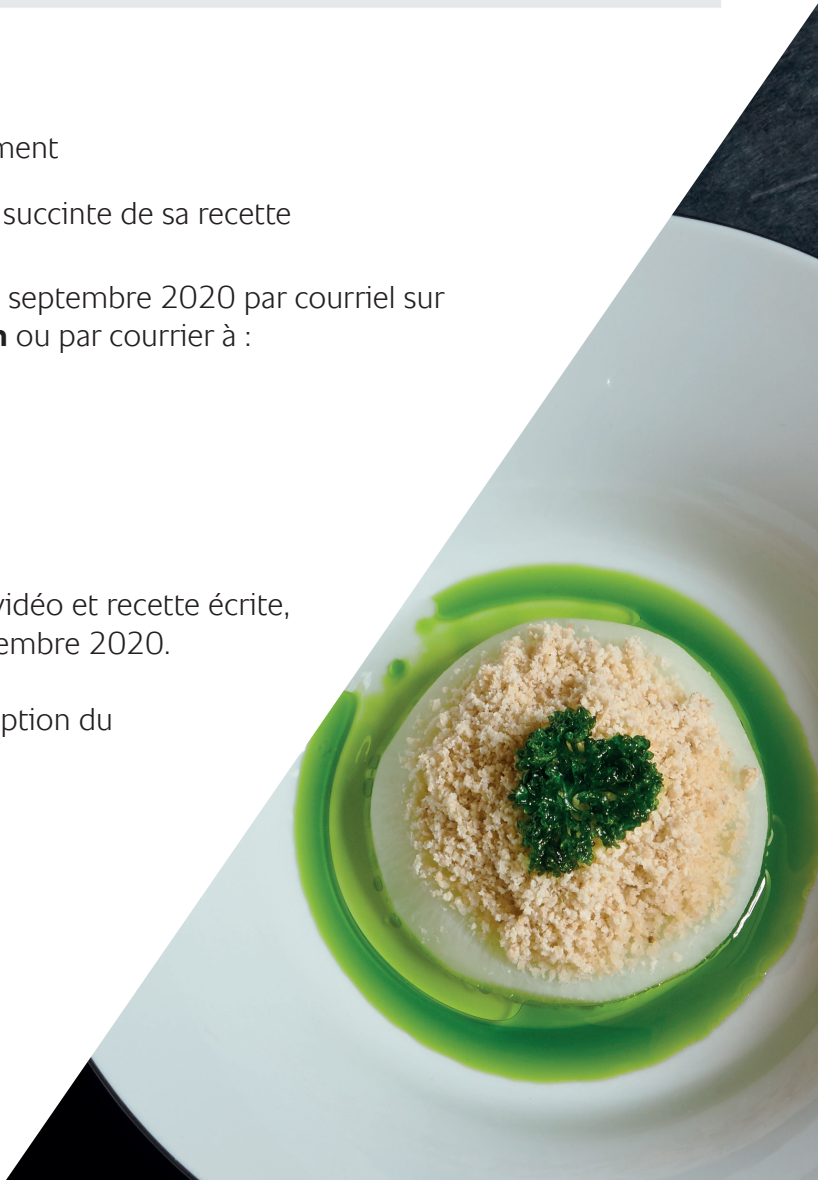 ment
succinte de sa recette
septembre 2020 par courriel sur
n ou par courrier à :
vidéo et recette écrite,
embre 2020.
ption du